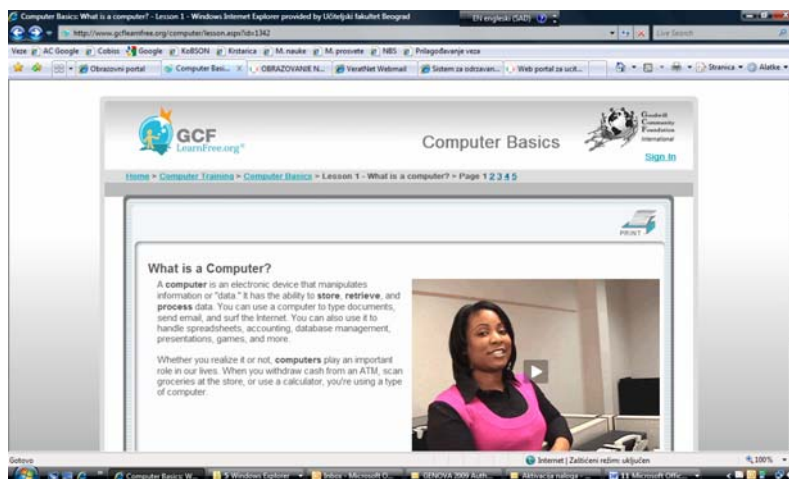 Computer Basics: What is a computer? - Lesson 1 - Windows Internet Explorer provided by Učiteljski fakultet Beograd
EN engleski (SAD)
http://www.gcflearnfree.org/computer/lesson.aspx?id=1342
Live Search
Veze AC Google Cobiss Google KoBSON Krstarica M. nauke M. prosvete NBS Prilagođavanje veza
Obrazovni portal Computer Basi... OBRAZOVANJE N... VeratNet Webmail Sistem za odrzavan... Web portal za ucit... Stranica Alatke
GCF
LearnFree.org®
Computer Basics
Goodwill
Community
Foundation
International
Sign In
Home > Computer Training > Computer Basics > Lesson 1 - What is a computer? > Page 1 2 3 4 5
PRINT
What is a Computer?
A computer is an electronic device that manipulates
information or "data." It has the ability to store, retrieve, and
process data. You can use a computer to type documents,
send email, and surf the Internet. You can also use it to
handle spreadsheets, accounting, database management,
presentations, games, and more.
Whether you realize it or not, computers play an important
role in our lives. When you withdraw cash from an ATM, scan
groceries at the store, or use a calculator, you're using a type
of computer.
Gotovo
Internet | Zaštićeni režim: uključen
100%
Computer Basics: W... 5 Windows Explorer Inbox - Microsoft O... GENOVA 2009 Auth... Aktivacija naloga - ... 11 Microsoft Offic...